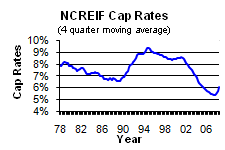 NCREIF Cap Rates
(4 quarter moving average)
Cap Rates
10%
9%
8%
7%
6%
5%
4%
78 82 86 90 94 98 02 06
Year